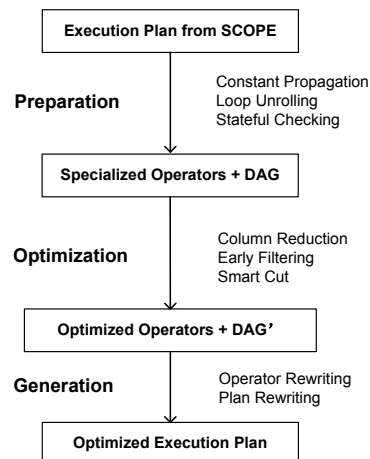 Execution Plan from SCOPE
Preparation
Constant Propagation
Loop Unrolling
Stateful Checking
Specialized Operators + DAG
Optimization
Column Reduction
Early Filtering
Smart Cut
Optimized Operators + DAG′
Generation
Operator Rewriting
Plan Rewriting
Optimized Execution Plan